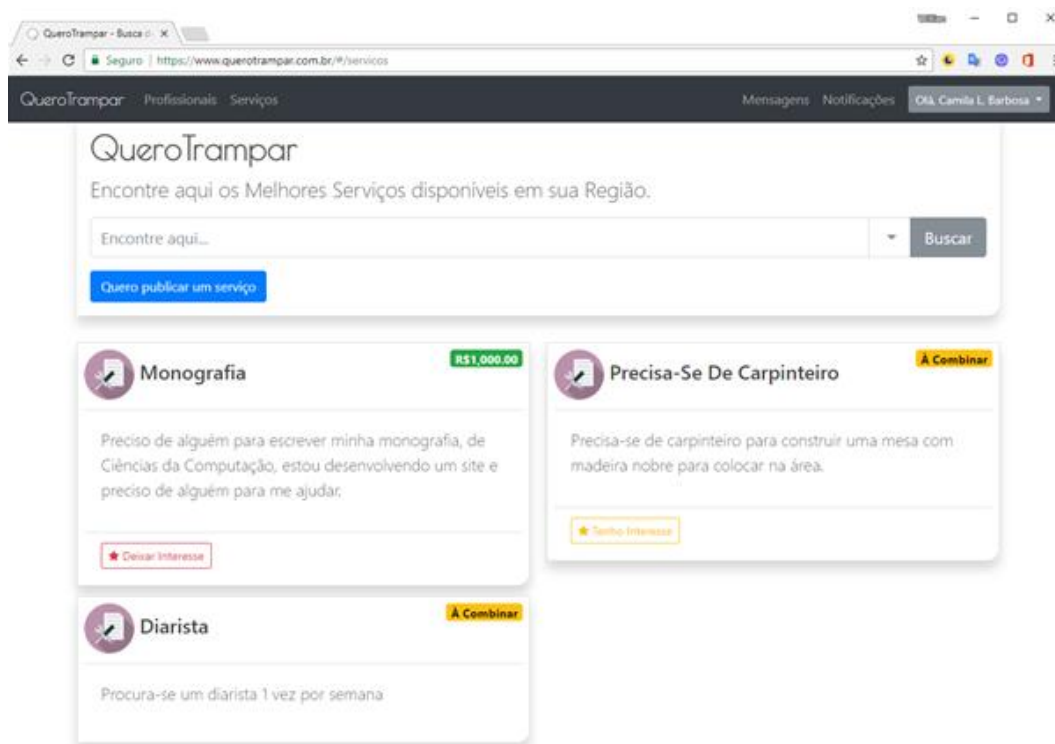 QueroTrampar - Busca d
Seguro | https://www.querotrampar.com.br/#/servicos
QueroTrampar Profissionais Serviços Mensagens Notificações Olá, Camila L. Barbosa
QueroTrampar
Encontre aqui os Melhores Serviços disponíveis em sua Região.
Encontre aqui... Buscar
Quero publicar um serviço
Monografia R$1,000.00
Preciso de alguém para escrever minha monografia, de
Ciências da Computação, estou desenvolvendo um site e
preciso de alguém para me ajudar.
Deixar Interesse
Precisa-Se De Carpinteiro À Combinar
Precisa-se de carpinteiro para construir uma mesa com
madeira nobre para colocar na área.
Tenho Interesse
Diarista À Combinar
Procura-se um diarista 1 vez por semana